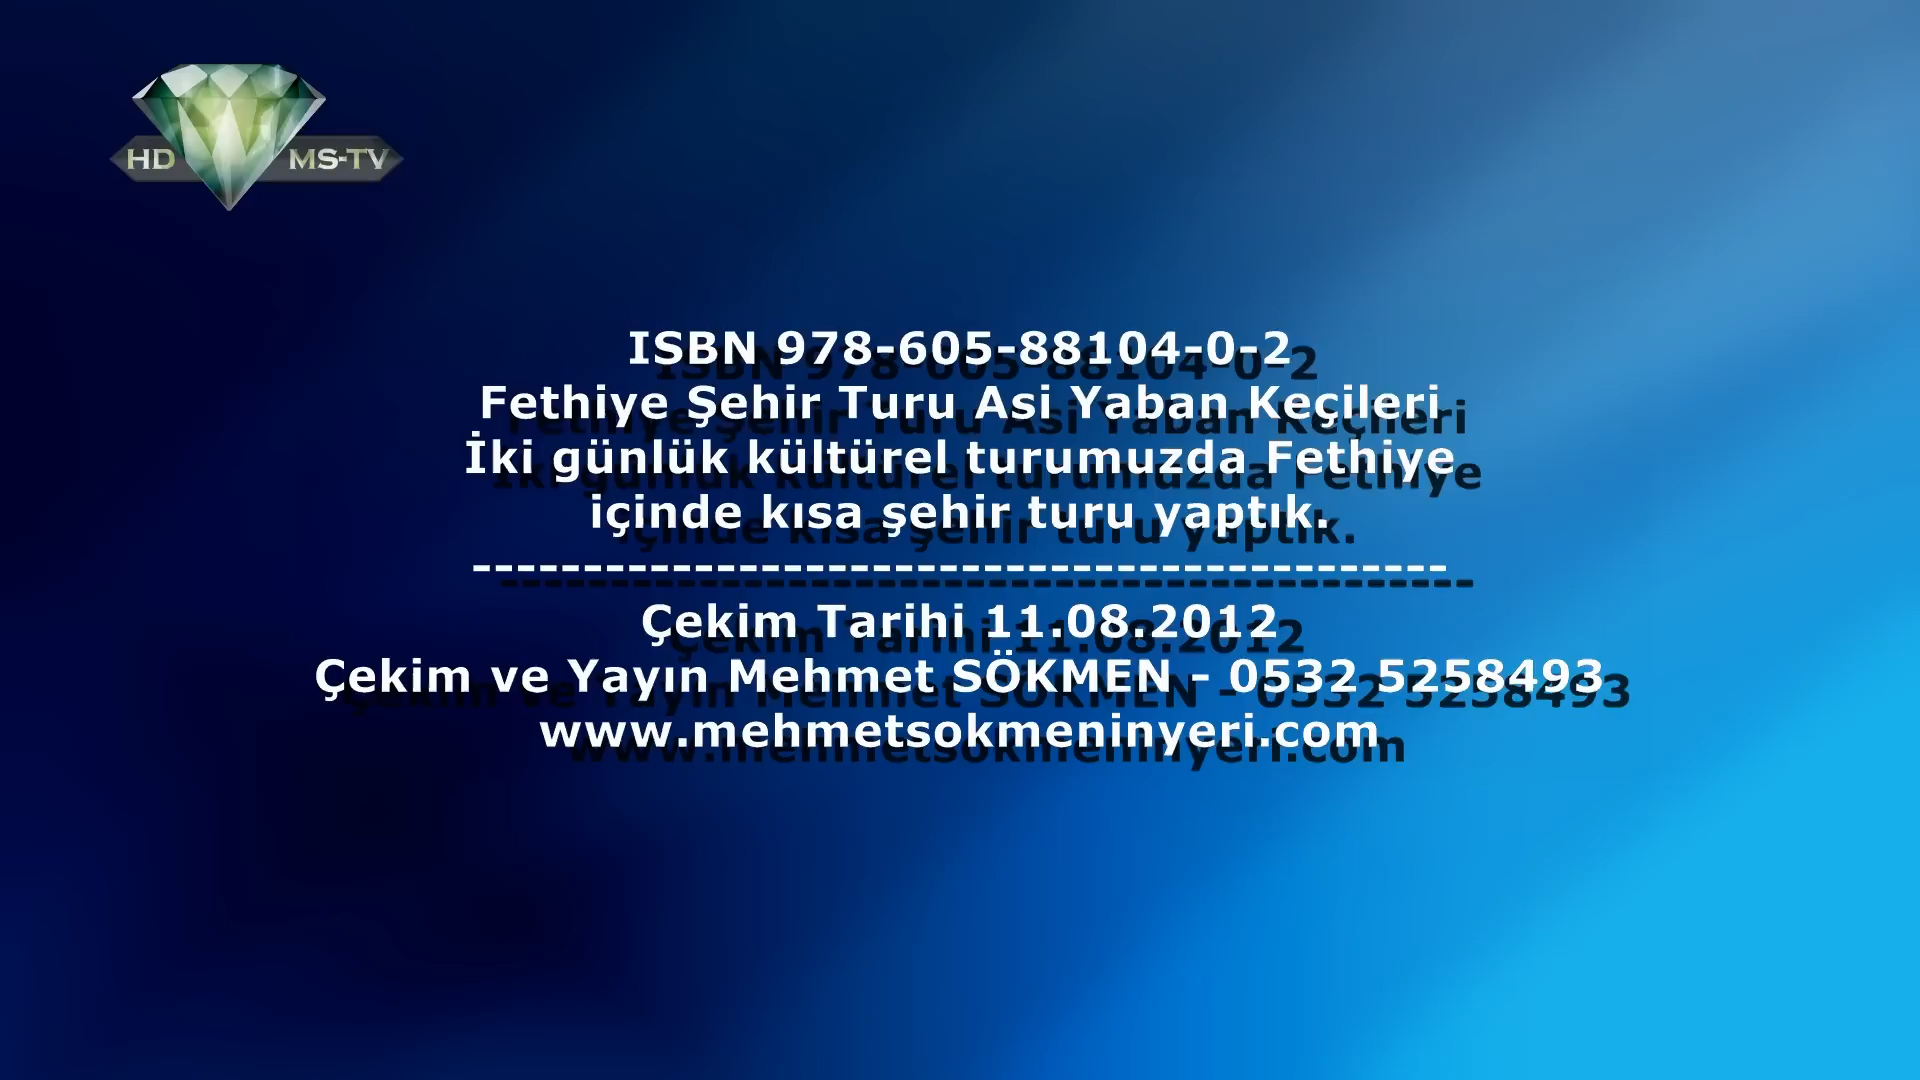 HD MS-TV
ISBN 978-605-88104-0-2
Fethiye Şehir Turu Asi Yaban Keçileri
İki günlük kültürel turumuzda Fethiye
içinde kısa şehir turu yaptık.
--------------------------------------------
Çekim Tarihi 11.08.2012
Çekim ve Yayın Mehmet SÖKMEN - 0532 5258493
www.mehmetsokmeninyeri.com